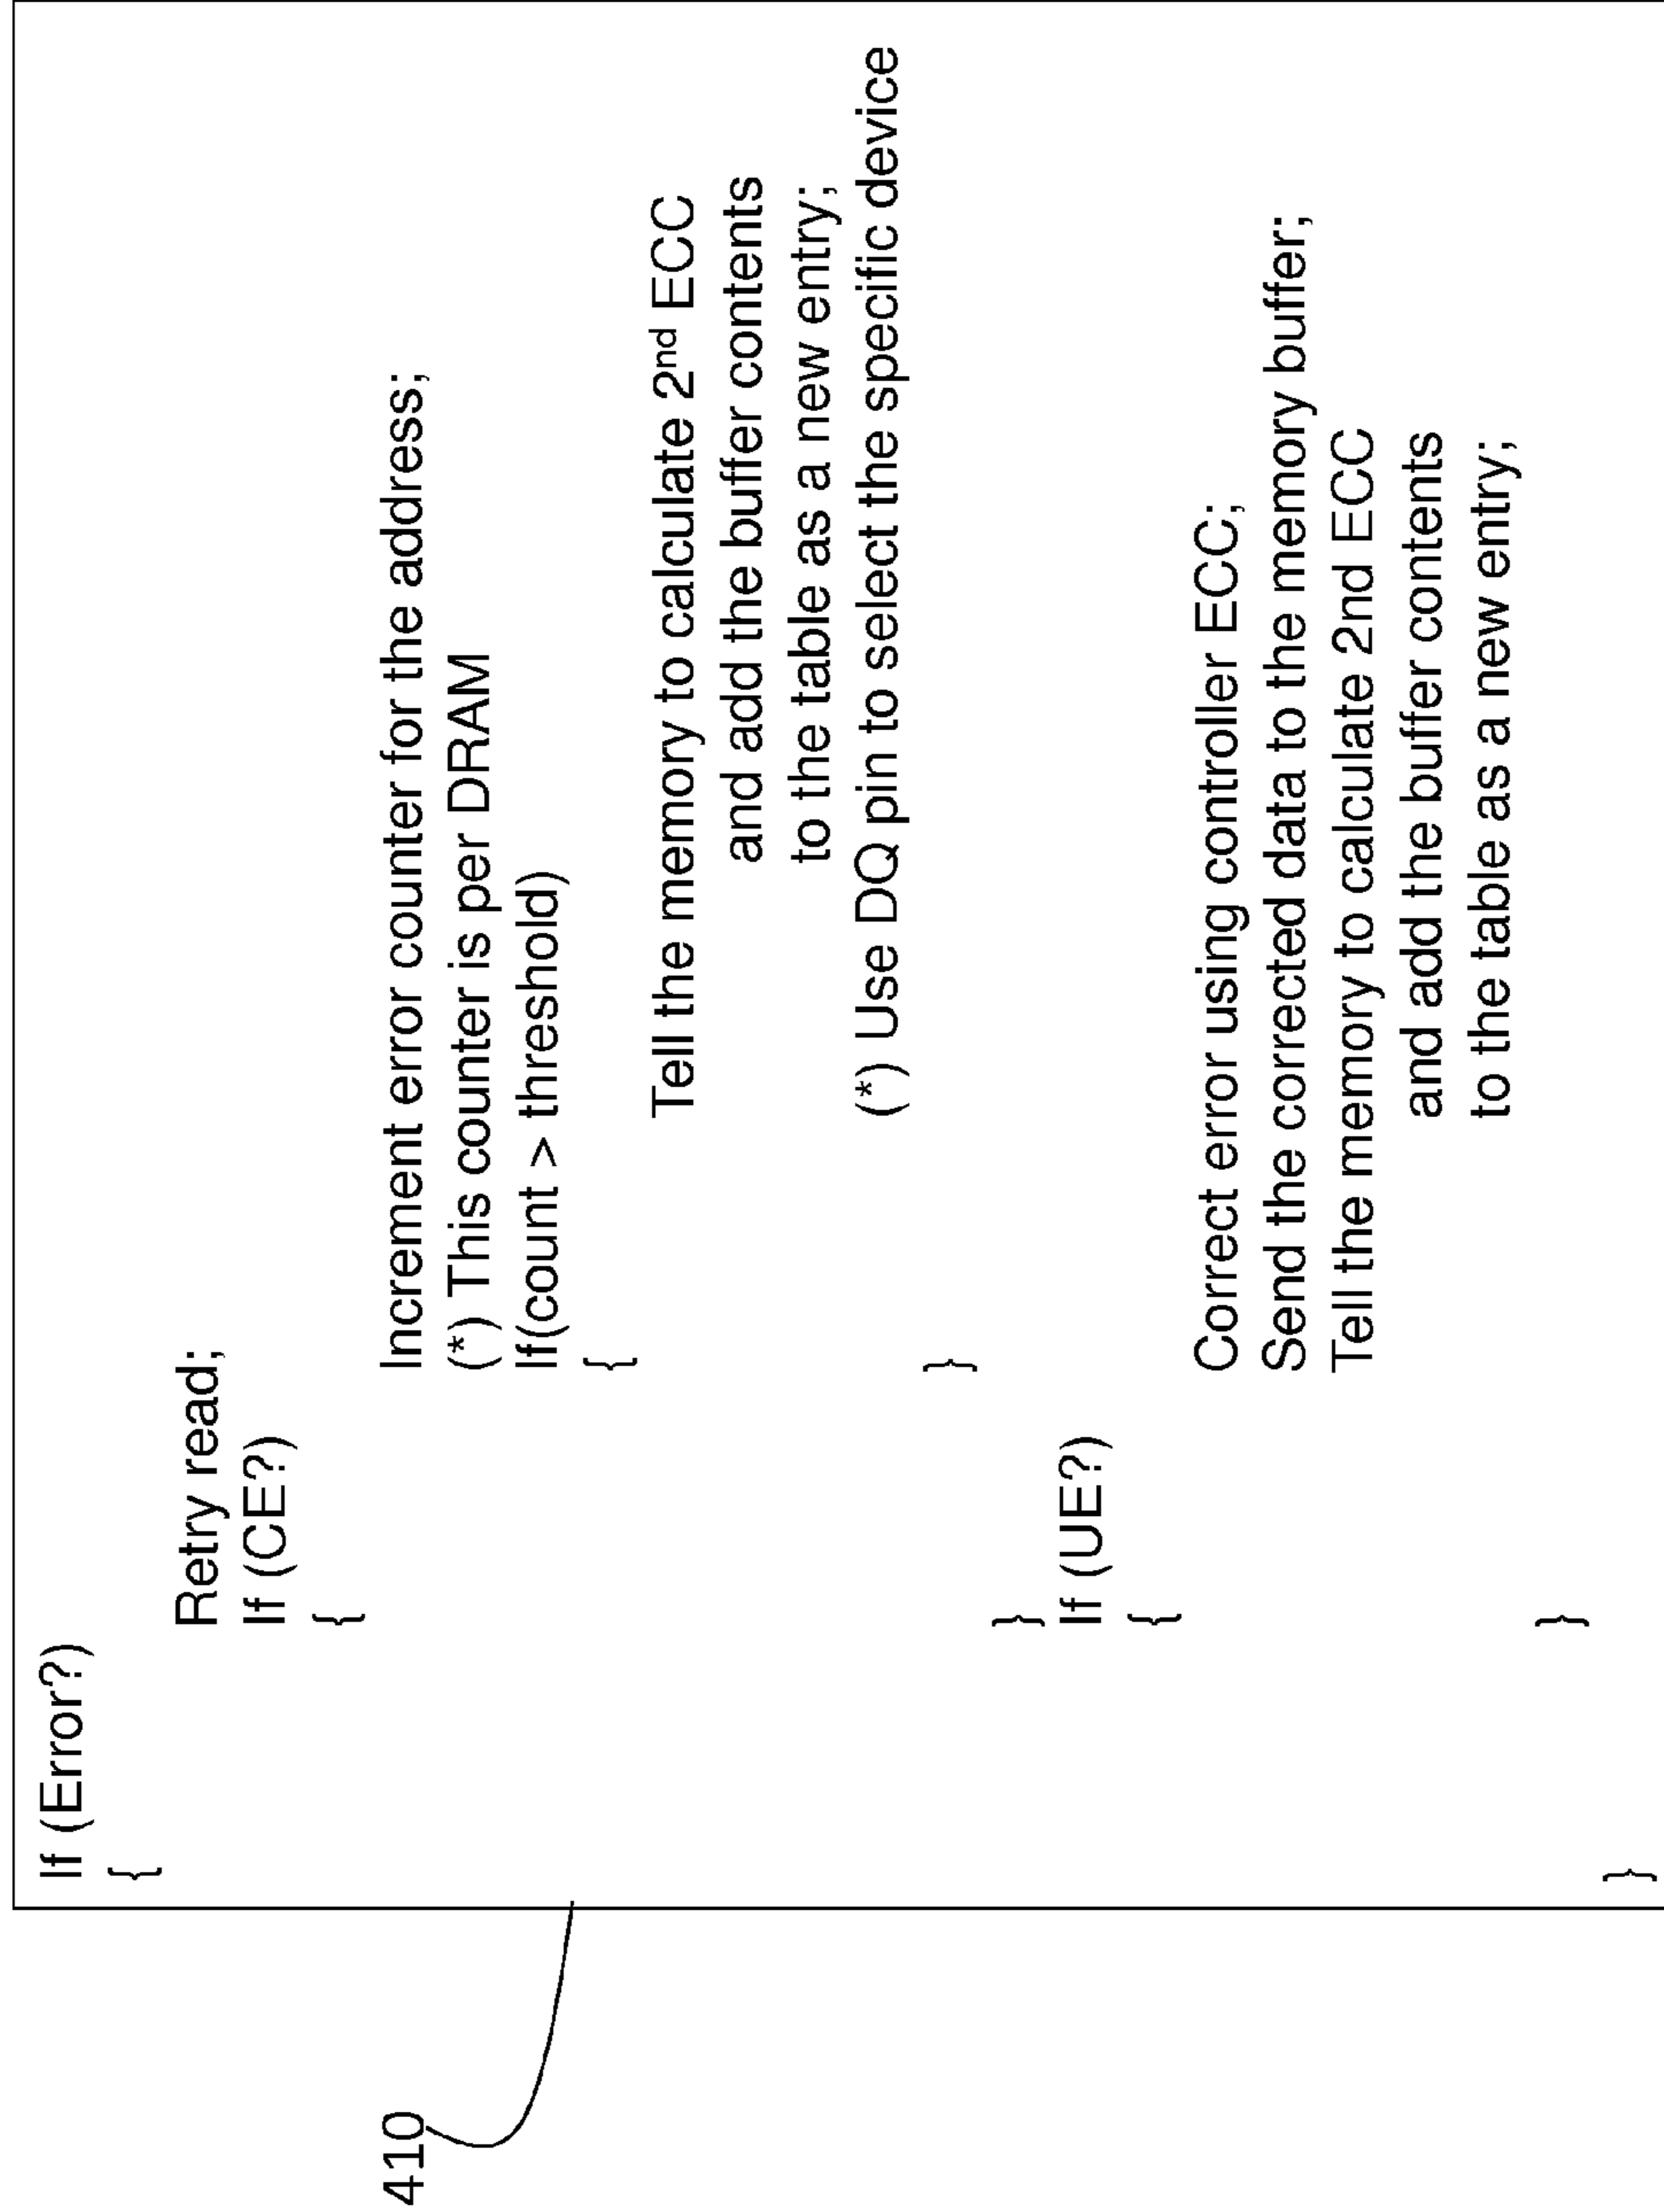 If (Error?)
{
Retry read;
If (CE?)
{
Increment error counter for the address;
(*) This counter is per DRAM
If(count > threshold)
{
Tell the memory to calculate 2nd ECC
and add the buffer contents
to the table as a new entry;
(*) Use DQ pin to select the specific device
}
}
If (UE?)
{
Correct error using controller ECC;
Send the corrected data to the memory buffer;
Tell the memory to calculate 2nd ECC
and add the buffer contents
to the table as a new entry;
}
}
410